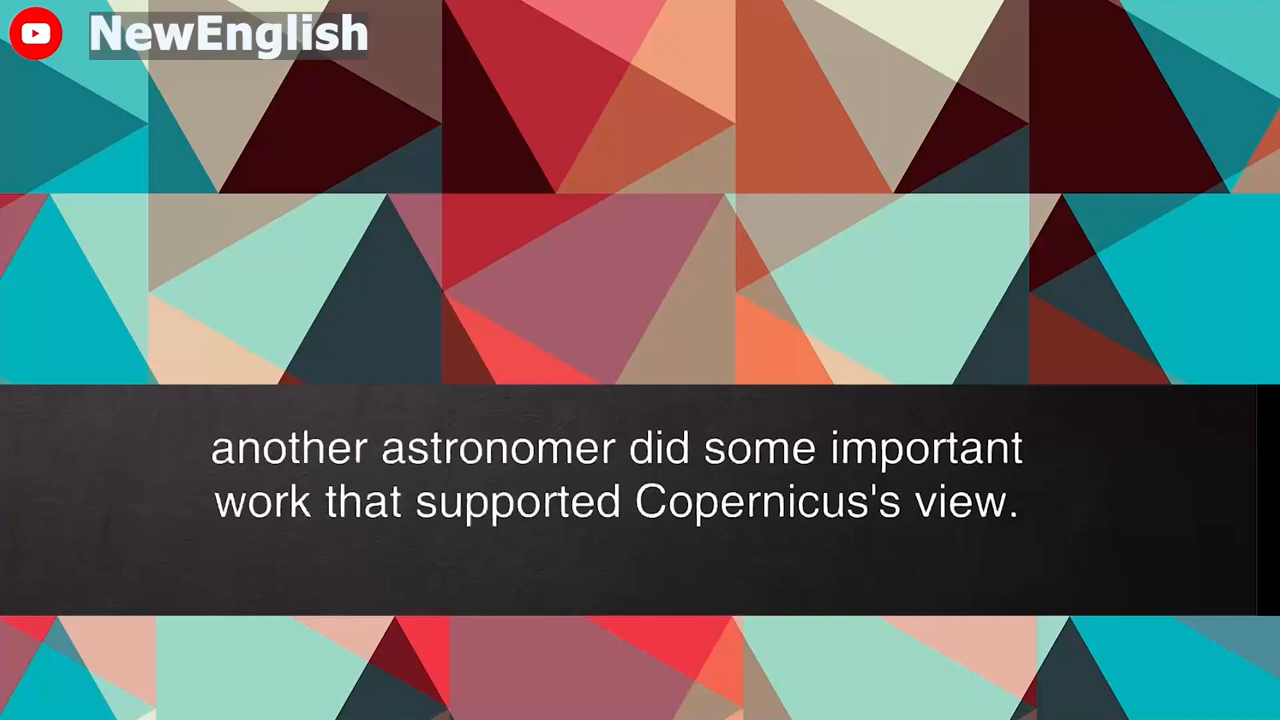 NewEnglish
another astronomer did some important
work that supported Copernicus's view.